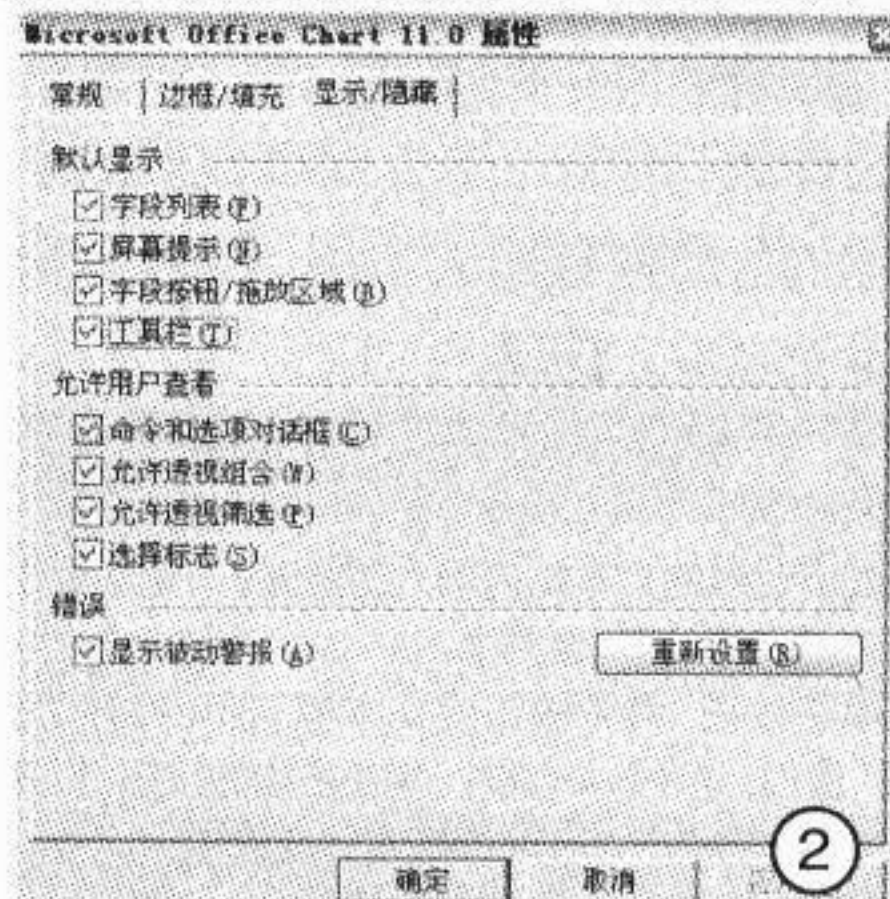 Microsoft Office Chart 11.0 属性
常规 边框/填充 显示/隐藏
默认显示
字段列表(F)
屏幕提示(N)
字段按钮/拖放区域(B)
工具栏(T)
允许用户查看
命令和选项对话框(C)
允许透视组合(W)
允许透视筛选(P)
选择标志(S)
错误
显示被动警报(A)
重新设置(R)
确定 取消
2